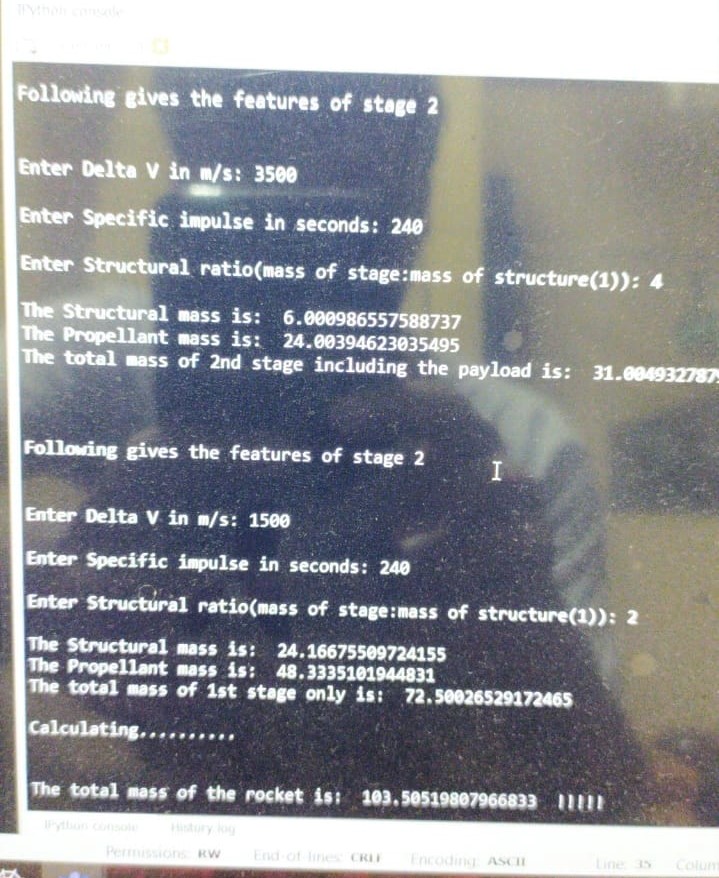 IPython console
Following gives the features of stage 2
Enter Delta V in m/s: 3500
Enter Specific impulse in seconds: 240
Enter Structural ratio(mass of stage:mass of structure(1)): 4
The Structural mass is: 6.000986557588737
The Propellant mass is: 24.00394623035495
The total mass of 2nd stage including the payload is: 31.0049327879
Following gives the features of stage 2
Enter Delta V in m/s: 1500
Enter Specific impulse in seconds: 240
Enter Structural ratio(mass of stage:mass of structure(1)): 2
The Structural mass is: 24.16675509724155
The Propellant mass is: 48.3335101944831
The total mass of 1st stage only is: 72.50026529172465
Calculating..........
The total mass of the rocket is: 103.50519807966833 |||||
IPython console History log
Permissions: RW End-of-lines: CRLF Encoding: ASCII Line: 35 Colum